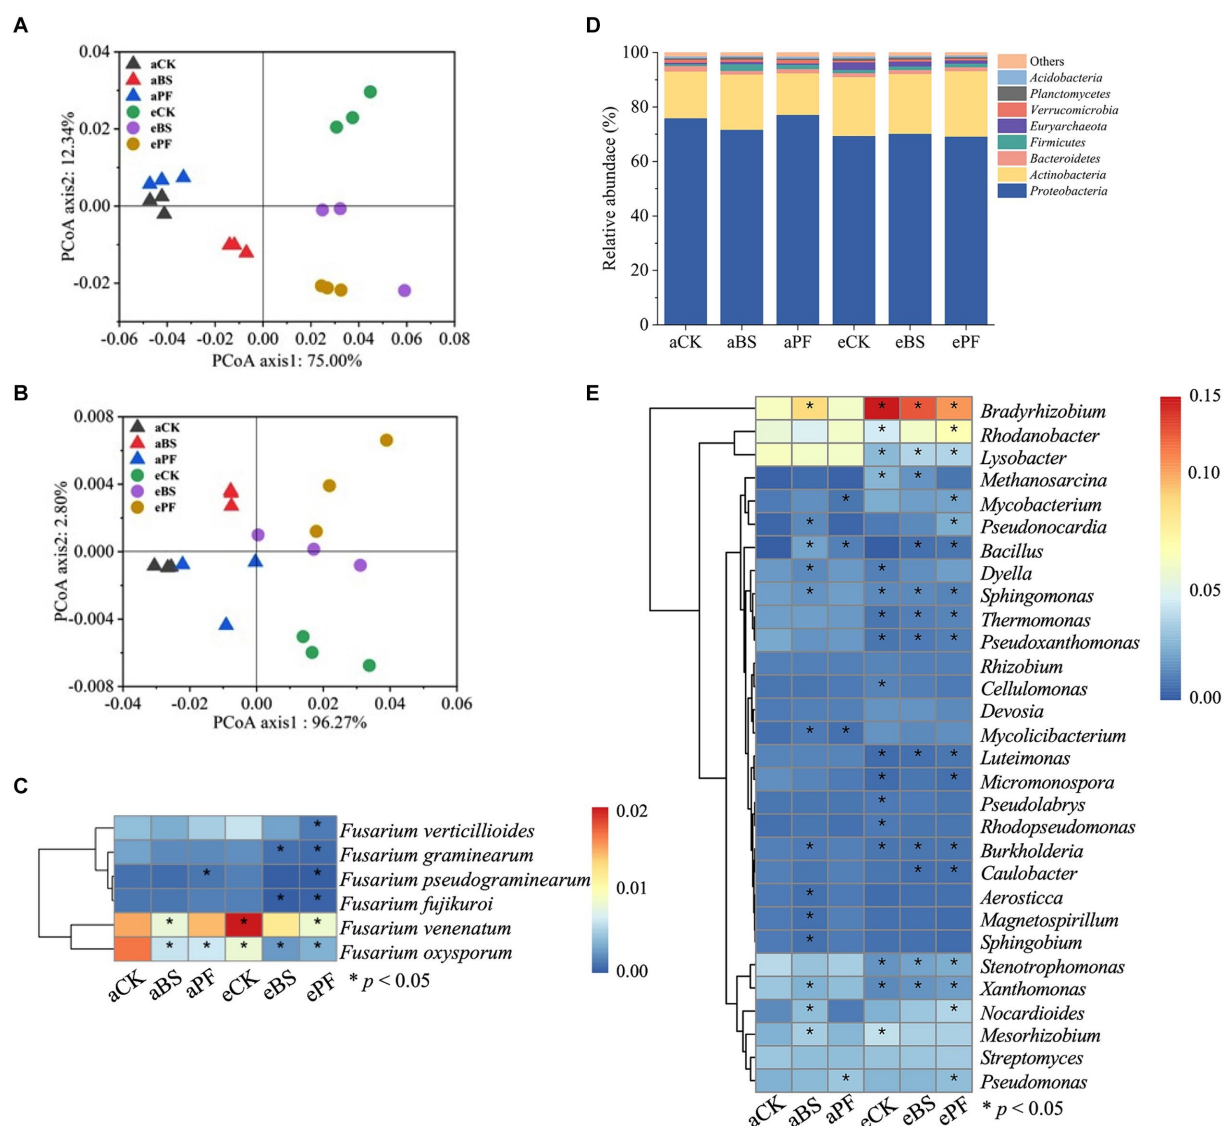 A
0.04
0.02
0.00
-0.02
PCoA axis2: 12.34%
aCK
aBS
aPF
eCK
eBS
ePF
-0.06 -0.04 -0.02 0.00 0.02 0.04 0.06 0.08
PCoA axis1: 75.00%
B
0.008
0.004
0.000
-0.004
-0.008
PCoA axis2: 2.80%
aCK
aBS
aPF
eCK
eBS
ePF
-0.04 -0.02 0.00 0.02 0.04 0.06
PCoA axis1 : 96.27%
C
Fusarium verticillioides
Fusarium graminearum
Fusarium pseudograminearum
Fusarium fujikuroi
Fusarium venenatum
Fusarium oxysporum
aCK aBS aPF eCK eBS ePF
* p < 0.05
0.02
0.01
0.00
D
100
80
60
40
20
0
Relative abundace (%)
aCK aBS aPF eCK eBS ePF
Others
Acidobacteria
Planctomycetes
Verrucomicrobia
Euryarchaeota
Firmicutes
Bacteroidetes
Actinobacteria
Proteobacteria
E
Bradyrhizobium
Rhodanobacter
Lysobacter
Methanosarcina
Mycobacterium
Pseudonocardia
Bacillus
Dyella
Sphingomonas
Thermomonas
Pseudoxanthomonas
Rhizobium
Cellulomonas
Devosia
Mycolicibacterium
Luteimonas
Micromonospora
Pseudolabrys
Rhodopseudomonas
Burkholderia
Caulobacter
Aerosticca
Magnetospirillum
Sphingobium
Stenotrophomonas
Xanthomonas
Nocardioides
Mesorhizobium
Streptomyces
Pseudomonas
aCK aBS aPF eCK eBS ePF
* p < 0.05
0.15
0.10
0.05
0.00